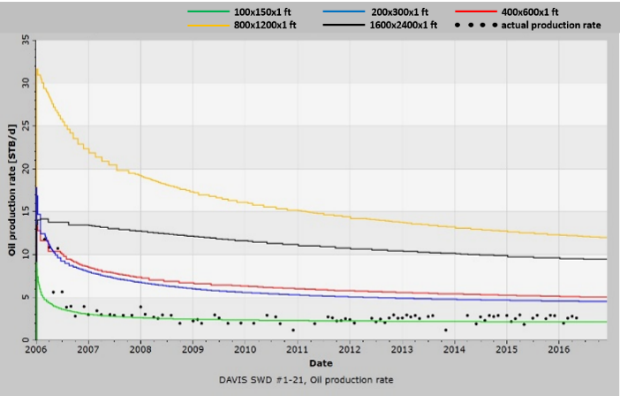 100x150x1 ft 200x300x1 ft 400x600x1 ft
800x1200x1 ft 1600x2400x1 ft actual production rate
Oil production rate [STB/d]
35
30
25
20
15
10
5
0
2006 2007 2008 2009 2010 2011 2012 2013 2014 2015 2016
Date
DAVIS SWD #1-21, Oil production rate